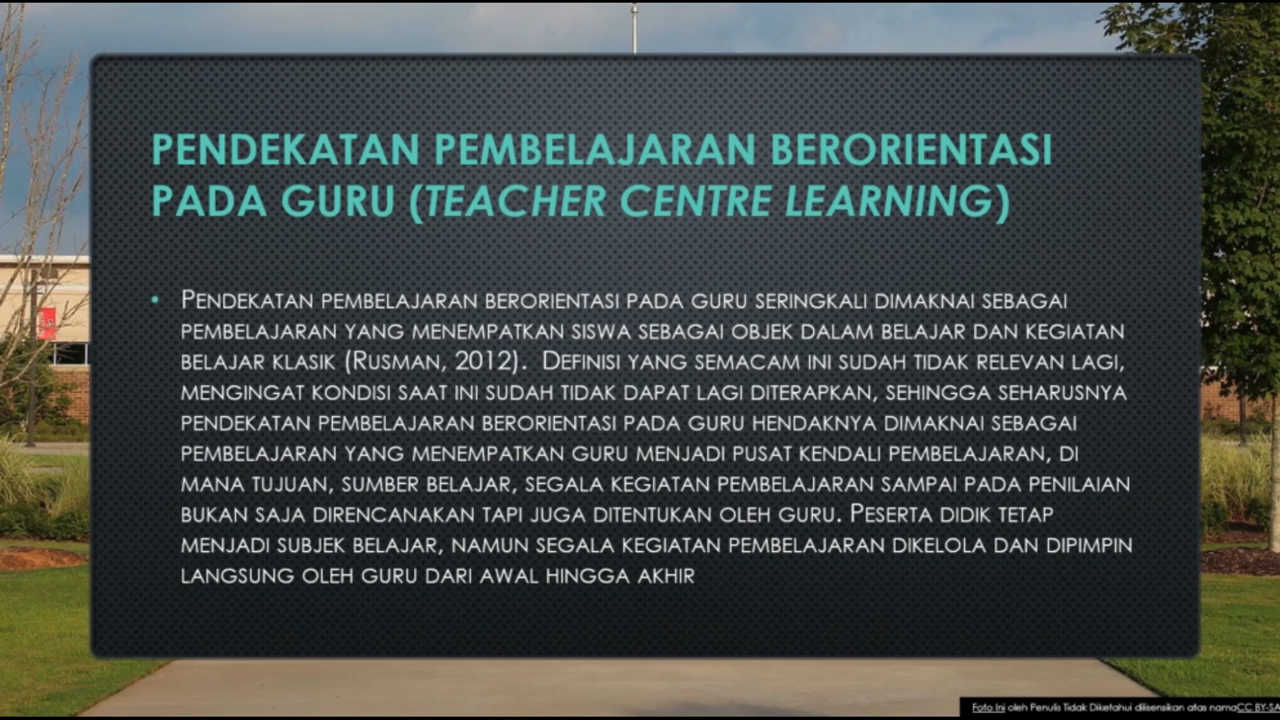 PENDEKATAN PEMBELAJARAN BERORIENTASI
PADA GURU (TEACHER CENTRE LEARNING)
• PENDEKATAN PEMBELAJARAN BERORIENTASI PADA GURU SERINGKALI DIMAKNAI SEBAGAI
PEMBELAJARAN YANG MENEMPATKAN SISWA SEBAGAI OBJEK DALAM BELAJAR DAN KEGIATAN
BELAJAR KLASIK (RUSMAN, 2012). DEFINISI YANG SEMACAM INI SUDAH TIDAK RELEVAN LAGI,
MENGINGAT KONDISI SAAT INI SUDAH TIDAK DAPAT LAGI DITERAPKAN, SEHINGGA SEHARUSNYA
PENDEKATAN PEMBELAJARAN BERORIENTASI PADA GURU HENDAKNYA DIMAKNAI SEBAGAI
PEMBELAJARAN YANG MENEMPATKAN GURU MENJADI PUSAT KENDALI PEMBELAJARAN, DI
MANA TUJUAN, SUMBER BELAJAR, SEGALA KEGIATAN PEMBELAJARAN SAMPAI PADA PENILAIAN
BUKAN SAJA DIRENCANAKAN TAPI JUGA DITENTUKAN OLEH GURU. PESERTA DIDIK TETAP
MENJADI SUBJEK BELAJAR, NAMUN SEGALA KEGIATAN PEMBELAJARAN DIKELOLA DAN DIPIMPIN
LANGSUNG OLEH GURU DARI AWAL HINGGA AKHIR
Foto Ini oleh Penulis Tidak Diketahui dilisensikan atas namaCC BY-SA